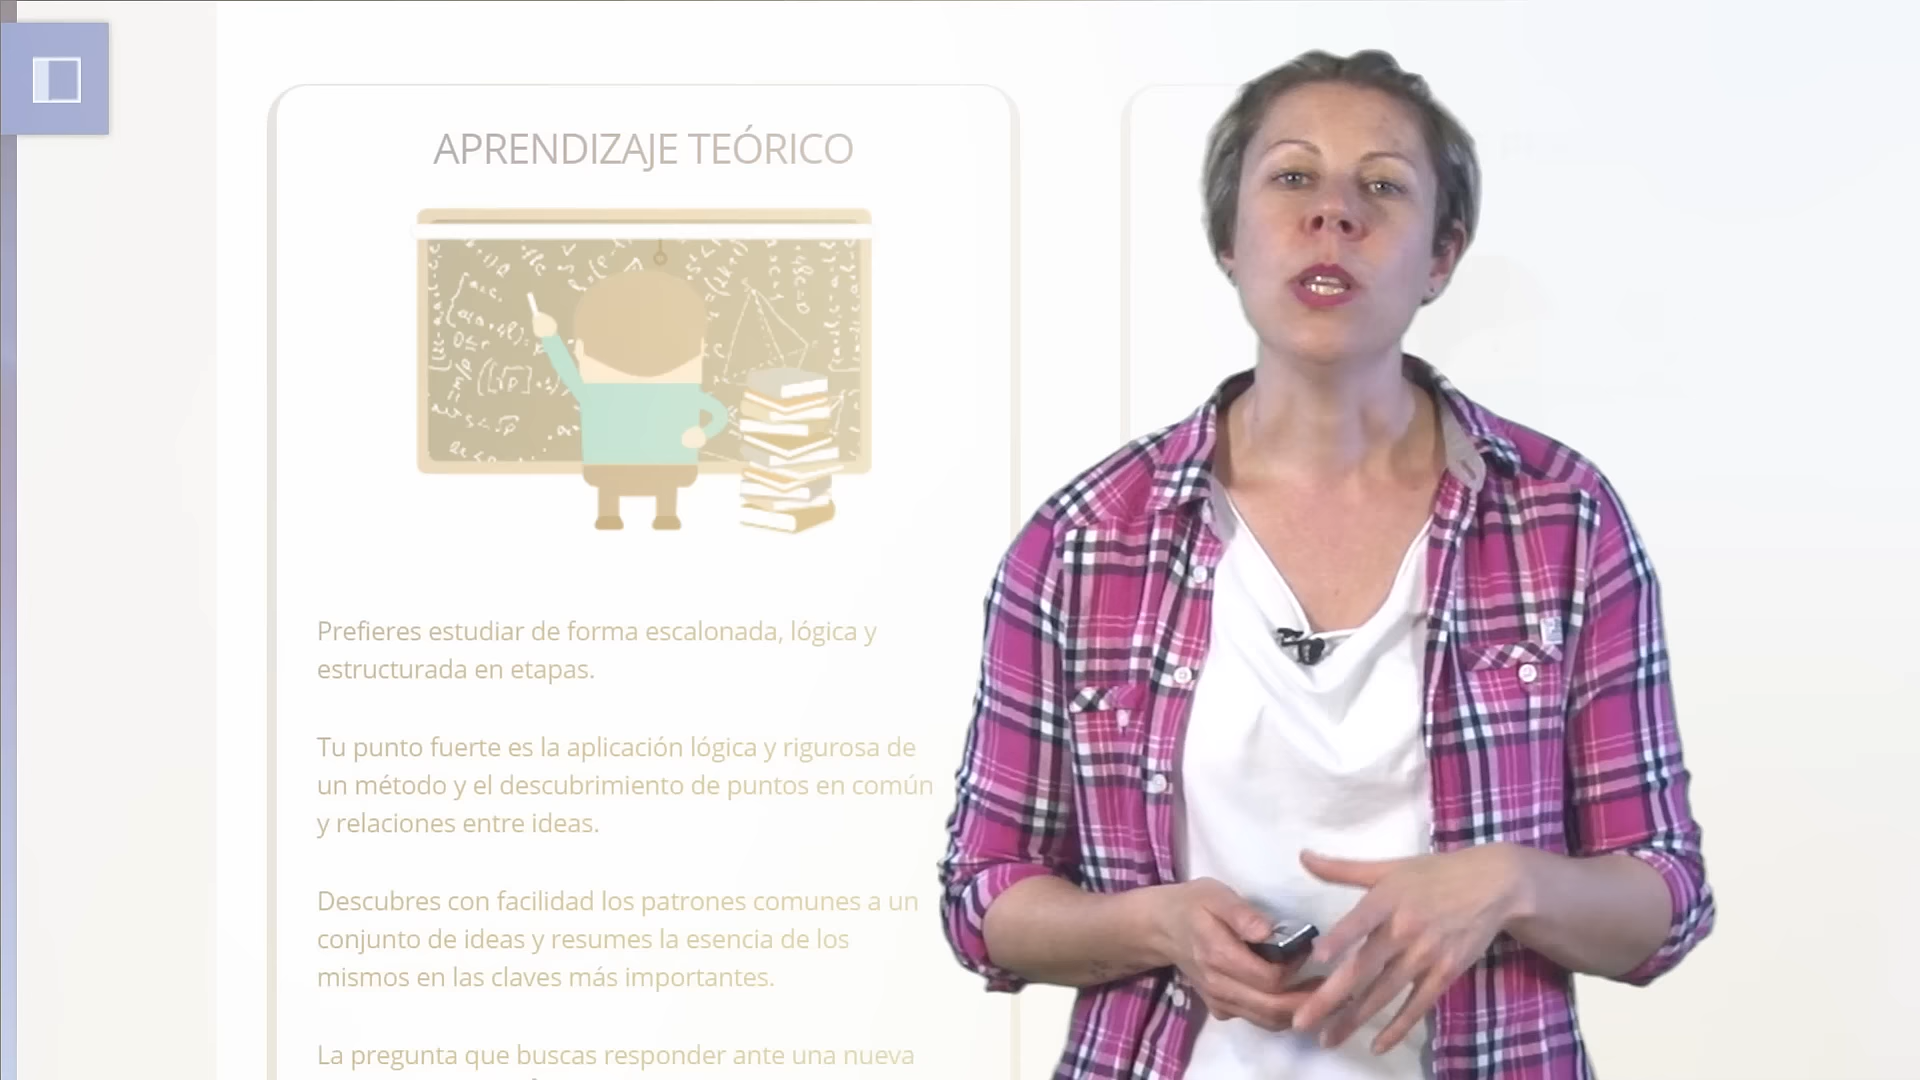 APRENDIZAJE TEÓRICO
Prefieres estudiar de forma escalonada, lógica y
estructurada en etapas.
Tu punto fuerte es la aplicación lógica y rigurosa de
un método y el descubrimiento de puntos en común
y relaciones entre ideas.
Descubres con facilidad los patrones comunes a un
conjunto de ideas y resumes la esencia de los
mismos en las claves más importantes.
La pregunta que buscas responder ante una nueva